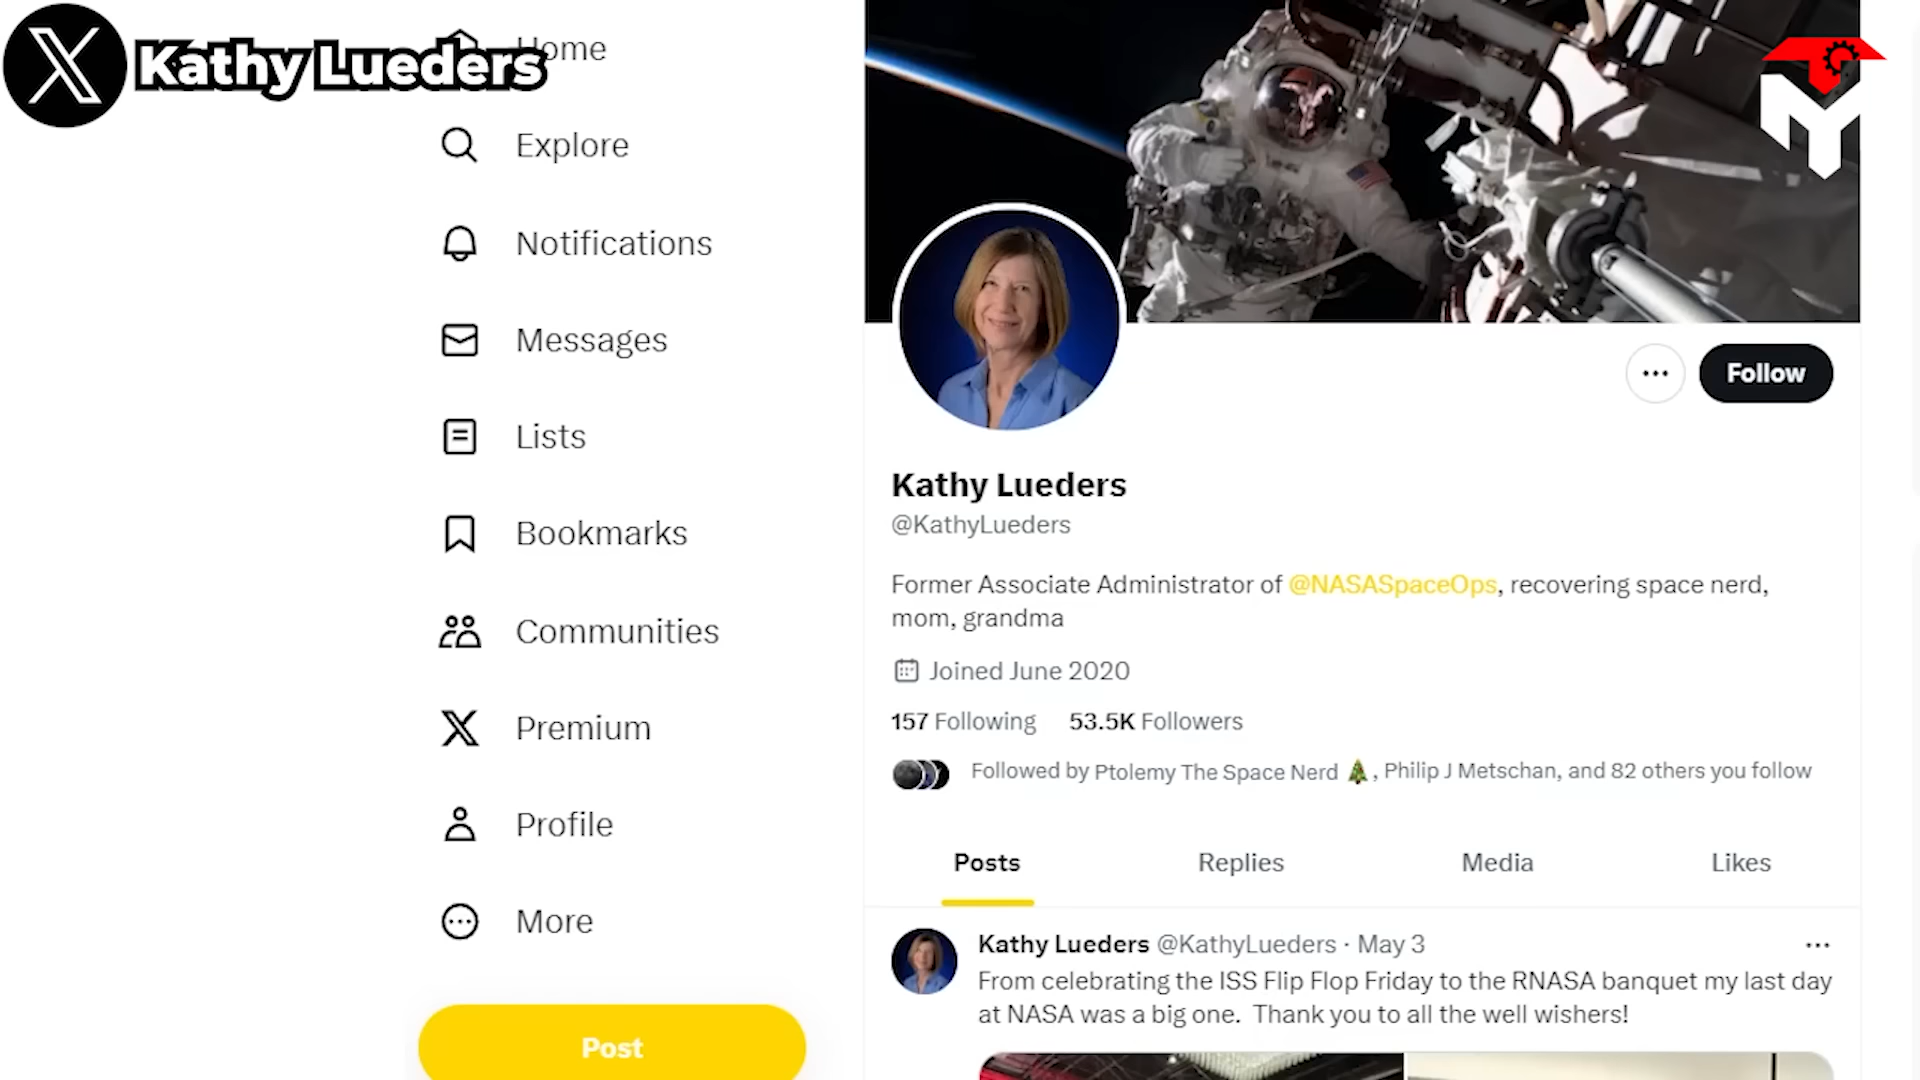 Kathy Lueders
Home
Explore
Notifications
Messages
Lists
Bookmarks
Communities
Premium
Profile
More
Post
Follow
Kathy Lueders
@KathyLueders
Former Associate Administrator of @NASASpaceOps, recovering space nerd,
mom, grandma
Joined June 2020
157 Following 53.5K Followers
Followed by Ptolemy The Space Nerd 🎄, Philip J Metschan, and 82 others you follow
Posts Replies Media Likes
Kathy Lueders @KathyLueders · May 3
From celebrating the ISS Flip Flop Friday to the RNASA banquet my last day
at NASA was a big one. Thank you to all the well wishers!